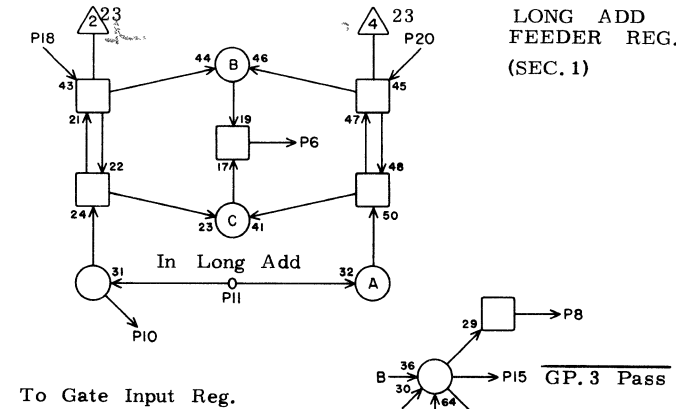 2 23 4 23 LONG ADD
FEEDER REG.
P18 P20
(SEC. 1)
44 B 46
43 45
21 19 47
P6
22 17 48
24 23 C 41 50
In Long Add
31 32 A
P11
P10
29 P8
B 36 P15 GP. 3 Pass
30
64
To Gate Input Reg.